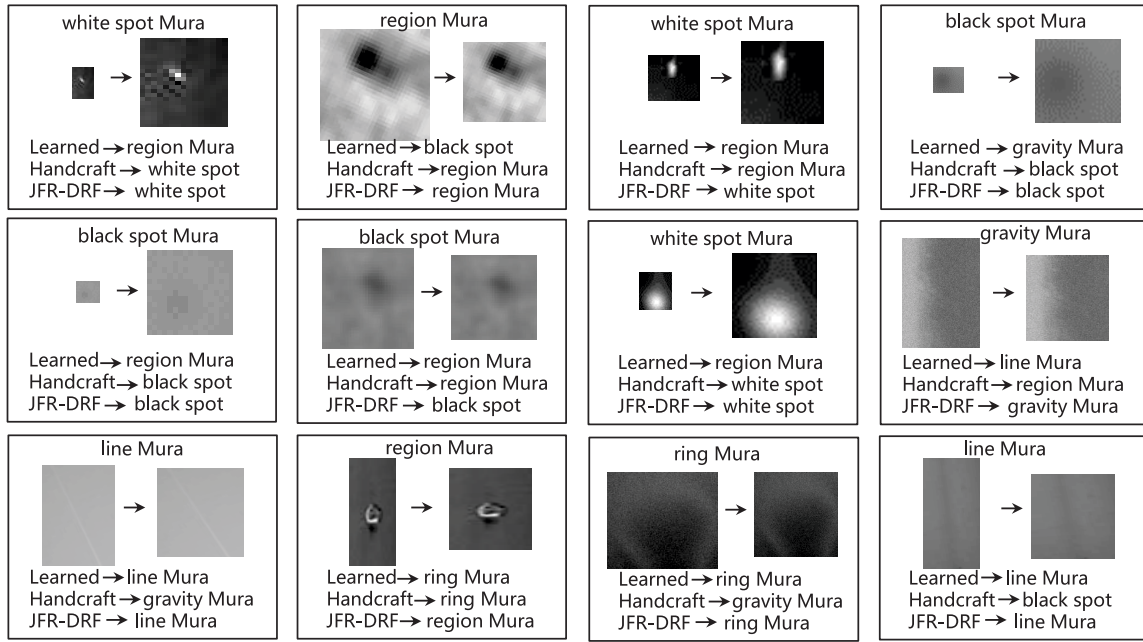 white spot Mura
Learned→region Mura
Handcraft→white spot
JFR-DRF→white spot
region Mura
Learned→black spot
Handcraft→region Mura
JFR-DRF→region Mura
white spot Mura
Learned→region Mura
Handcraft→region Mura
JFR-DRF→white spot
black spot Mura
Learned→gravity Mura
Handcraft→black spot
JFR-DRF→black spot
black spot Mura
Learned→region Mura
Handcraft→black spot
JFR-DRF→black spot
black spot Mura
Learned→region Mura
Handcraft→region Mura
JFR-DRF→black spot
white spot Mura
Learned→region Mura
Handcraft→white spot
JFR-DRF→white spot
gravity Mura
Learned→line Mura
Handcraft→region Mura
JFR-DRF→gravity Mura
line Mura
Learned→line Mura
Handcraft→gravity Mura
JFR-DRF→line Mura
region Mura
Learned→ring Mura
Handcraft→ring Mura
JFR-DRF→region Mura
ring Mura
Learned→ring Mura
Handcraft→gravity Mura
JFR-DRF→ring Mura
line Mura
Learned→line Mura
Handcraft→black spot
JFR-DRF→line Mura